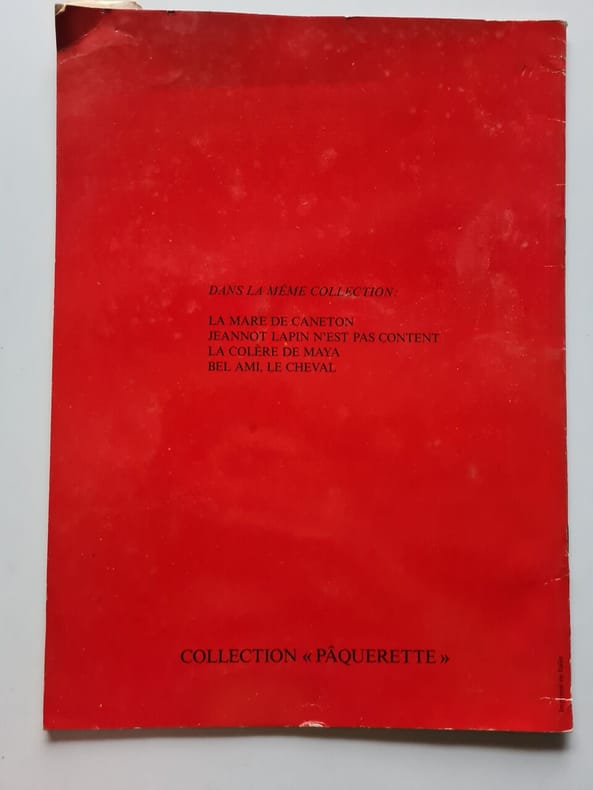 DANS LA MÊME COLLECTION:
LA MARE DE CANETON
JEANNOT LAPIN N'EST PAS CONTENT
LA COLÈRE DE MAYA
BEL AMI, LE CHEVAL
COLLECTION « PÂQUERETTE »